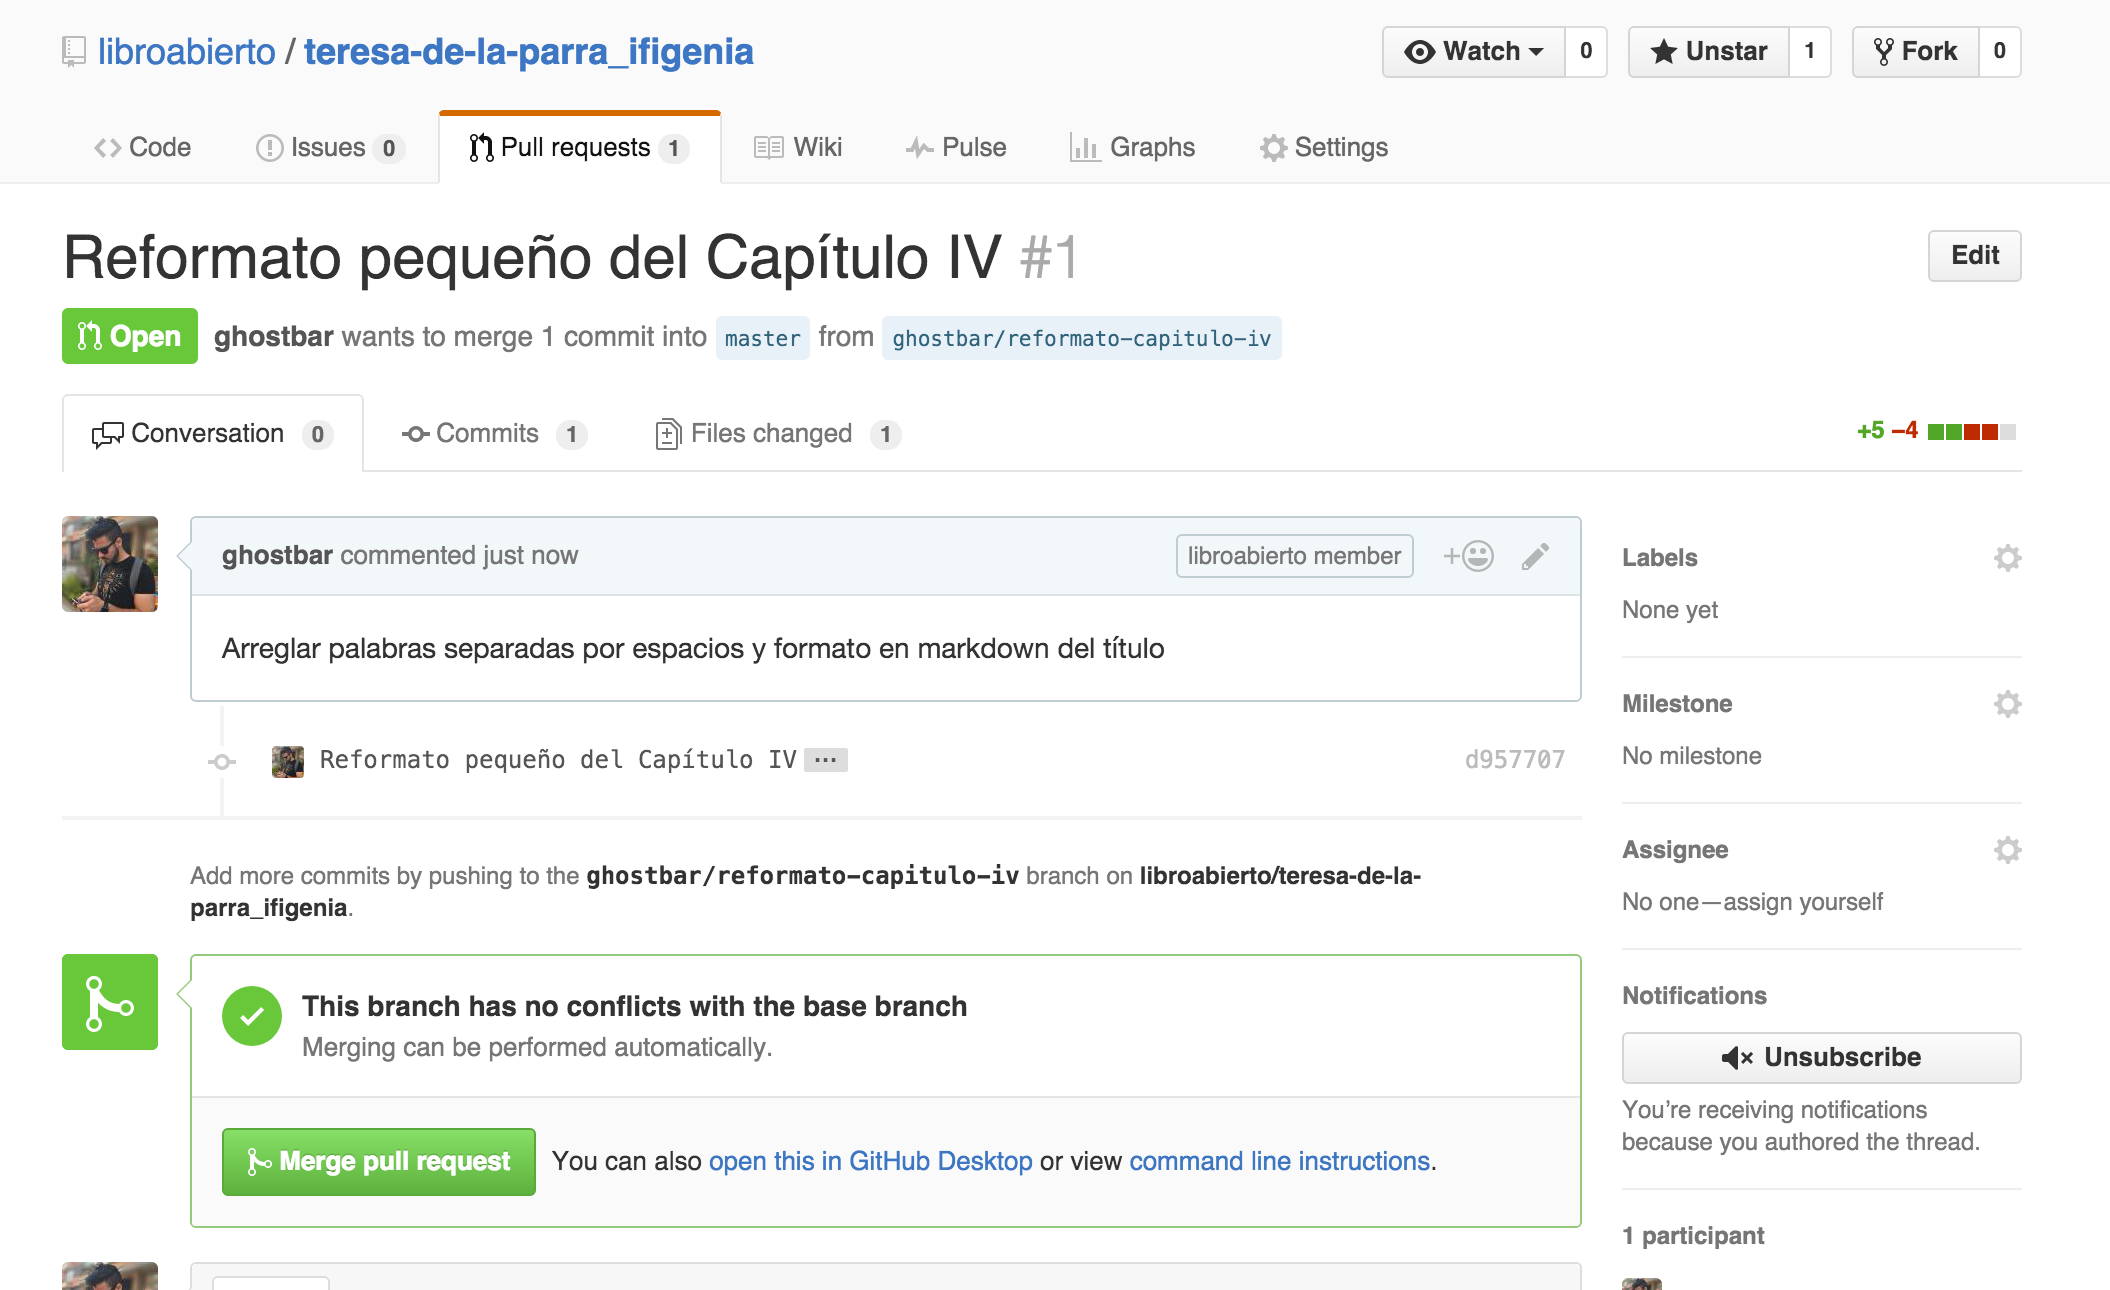 libroabierto / teresa-de-la-parra_ifigenia
Watch 0 Unstar 1 Fork 0
Code Issues 0 Pull requests 1 Wiki Pulse Graphs Settings
Reformato pequeño del Capítulo IV #1
Edit
Open ghostbar wants to merge 1 commit into master from ghostbar/reformato-capitulo-iv
Conversation 0 Commits 1 Files changed 1 +5 −4
ghostbar commented just now libroabierto member
Arreglar palabras separadas por espacios y formato en markdown del título
Reformato pequeño del Capítulo IV … d957707
Add more commits by pushing to the ghostbar/reformato-capitulo-iv branch on libroabierto/teresa-de-la-
parra_ifigenia.
This branch has no conflicts with the base branch
Merging can be performed automatically.
Merge pull request You can also open this in GitHub Desktop or view command line instructions.
Labels
None yet
Milestone
No milestone
Assignee
No one—assign yourself
Notifications
Unsubscribe
You’re receiving notifications
because you authored the thread.
1 participant